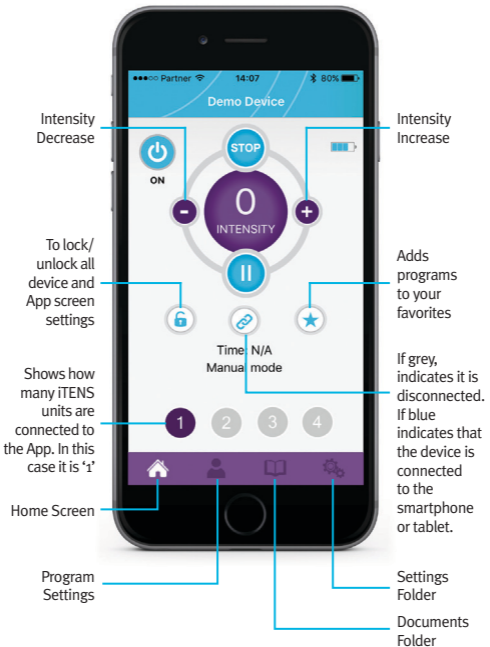 ●●●○○ Partner 14:07 80%
Demo Device
Intensity
Decrease
Intensity
Increase
STOP
ON
-
0
INTENSITY
+
To lock/
unlock all
device and
App screen
settings
Adds
programs
to your
favorites
Time: N/A
Manual mode
If grey,
indicates it is
disconnected.
If blue
indicates that
the device is
connected
to the
smartphone
or tablet.
Shows how
many iTENS
units are
connected to
the App. In this
case it is ‘1’
1 2 3 4
Home Screen
Program
Settings
Settings
Folder
Documents
Folder